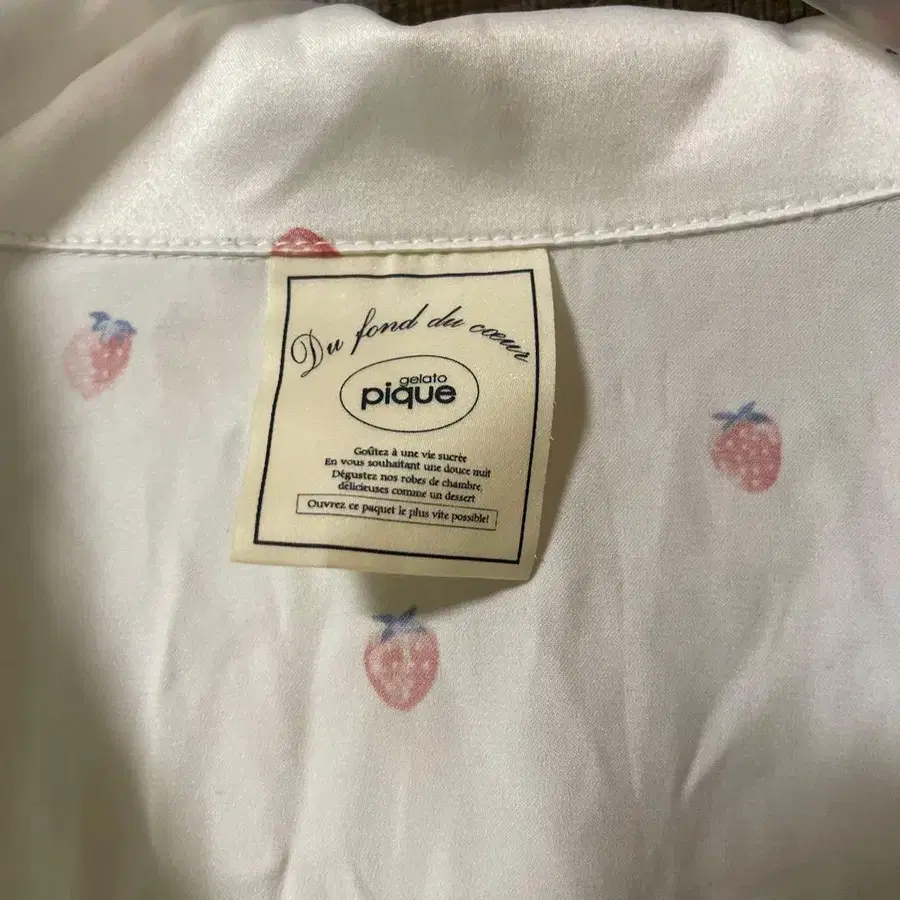 Du fond du cœur
gelato
pique
Goûtez à une vie sucrée
En vous souhaitant une douce nuit
Dégustez nos robes de chambre,
délicieuses comme un dessert
Ouvrez ce paquet le plus vite possible!